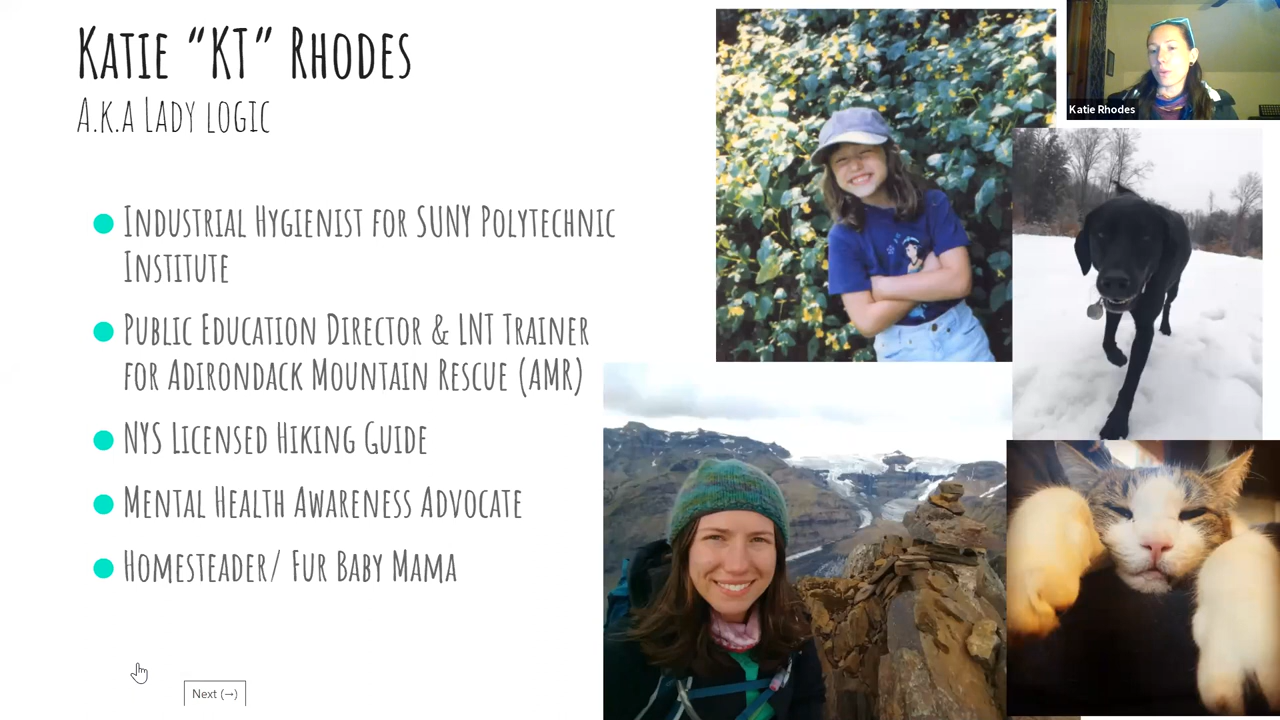 Katie “KT” Rhodes
A.K.A Lady Logic
Industrial Hygienist for SUNY Polytechnic
Institute
Public Education Director & LNT Trainer
for Adirondack Mountain Rescue (AMR)
NYS Licensed Hiking Guide
Mental Health Awareness Advocate
Homesteader/ Fur Baby Mama
Next (→)
Katie Rhodes